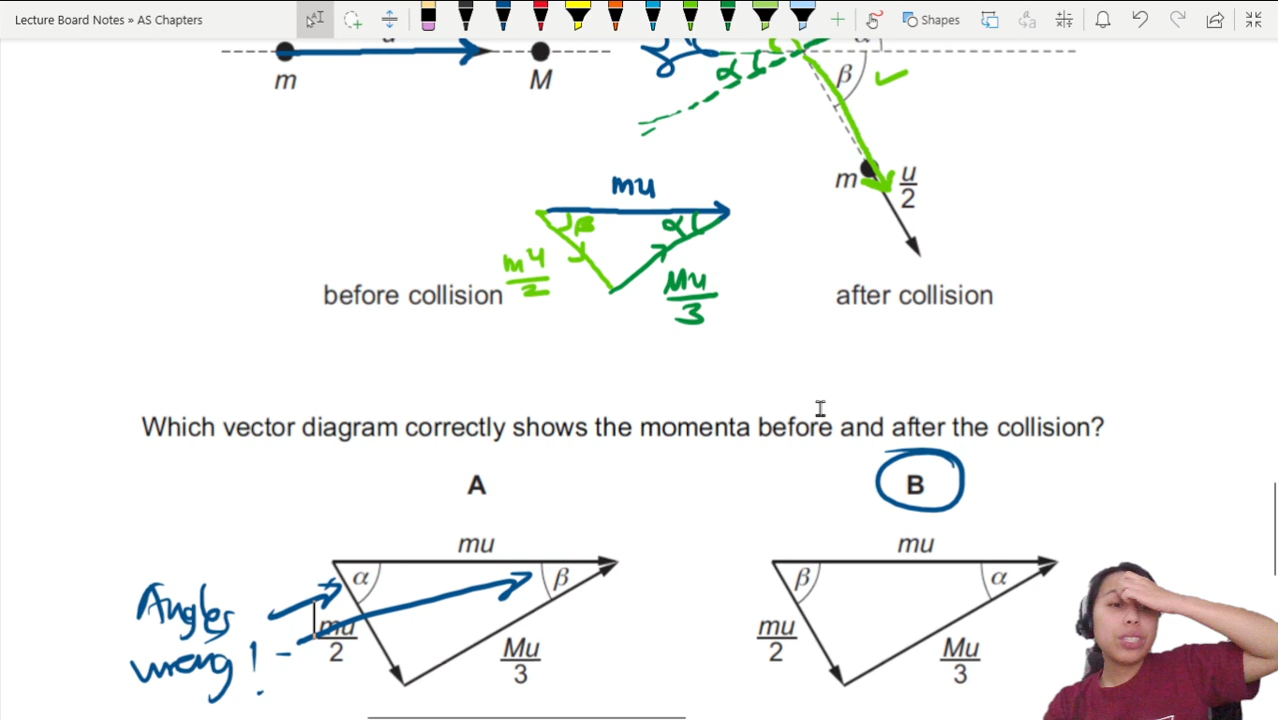 Lecture Board Notes » AS Chapters
Shapes
m
M
α
α
β
mu
m
u/2
β
α
mu/2
Mu/3
before collision
after collision
Which vector diagram correctly shows the momenta before and after the collision?
A
B
mu
mu
α
β
β
α
Angles
wrong! -
mu/2
Mu/3
mu/2
Mu/3